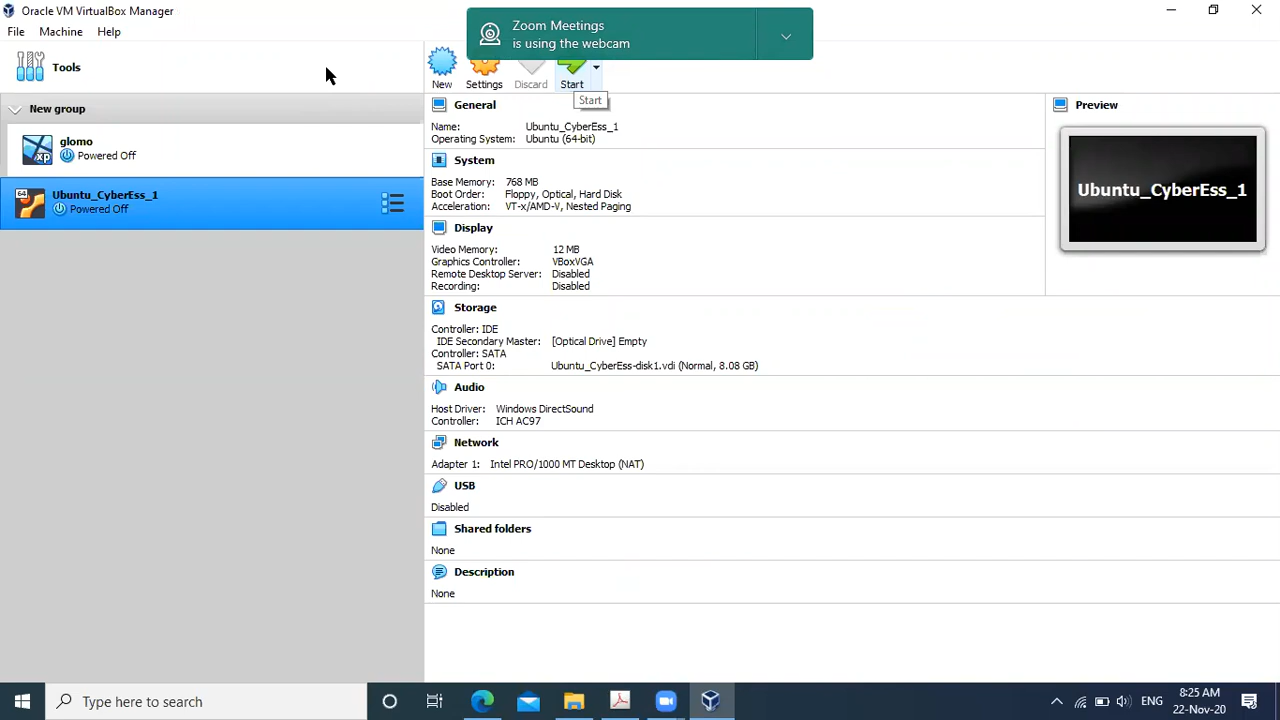 Oracle VM VirtualBox Manager
File Machine Help
Zoom Meetings
is using the webcam
Tools
New Settings Discard Start
Start
New group
glomo
Powered Off
xp
64
Ubuntu_CyberEss_1
Powered Off
General
Name: Ubuntu_CyberEss_1
Operating System: Ubuntu (64-bit)
System
Base Memory: 768 MB
Boot Order: Floppy, Optical, Hard Disk
Acceleration: VT-x/AMD-V, Nested Paging
Display
Video Memory: 12 MB
Graphics Controller: VBoxVGA
Remote Desktop Server: Disabled
Recording: Disabled
Storage
Controller: IDE
IDE Secondary Master: [Optical Drive] Empty
Controller: SATA
SATA Port 0: Ubuntu_CyberEss-disk1.vdi (Normal, 8.08 GB)
Audio
Host Driver: Windows DirectSound
Controller: ICH AC97
Network
Adapter 1: Intel PRO/1000 MT Desktop (NAT)
USB
Disabled
Shared folders
None
Description
None
Preview
Ubuntu_CyberEss_1
Type here to search
ENG
8:25 AM
22-Nov-20